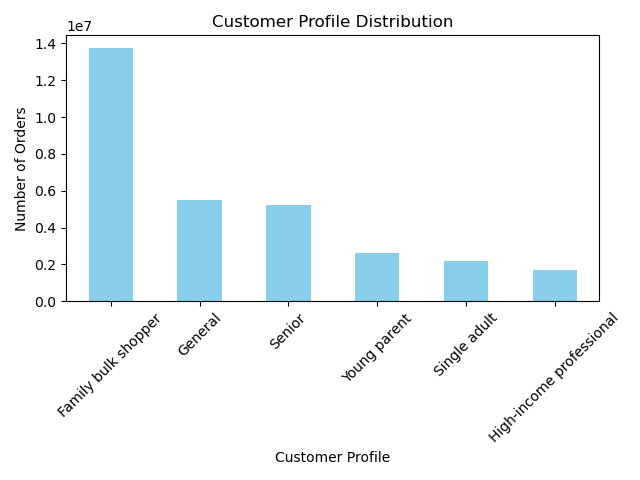 Customer Profile Distribution
1e7
1.4
1.2
1.0
0.8
0.6
0.4
0.2
0.0
Number of Orders
Family bulk shopper
General
Senior
Young parent
Single adult
High-income professional
Customer Profile